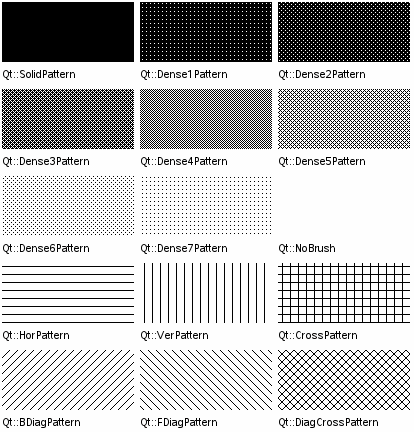 Qt::SolidPattern
Qt::Dense1Pattern
Qt::Dense2Pattern
Qt::Dense3Pattern
Qt::Dense4Pattern
Qt::Dense5Pattern
Qt::Dense6Pattern
Qt::Dense7Pattern
Qt::NoBrush
Qt::HorPattern
Qt::VerPattern
Qt::CrossPattern
Qt::BDiagPattern
Qt::FDiagPattern
Qt::DiagCrossPattern